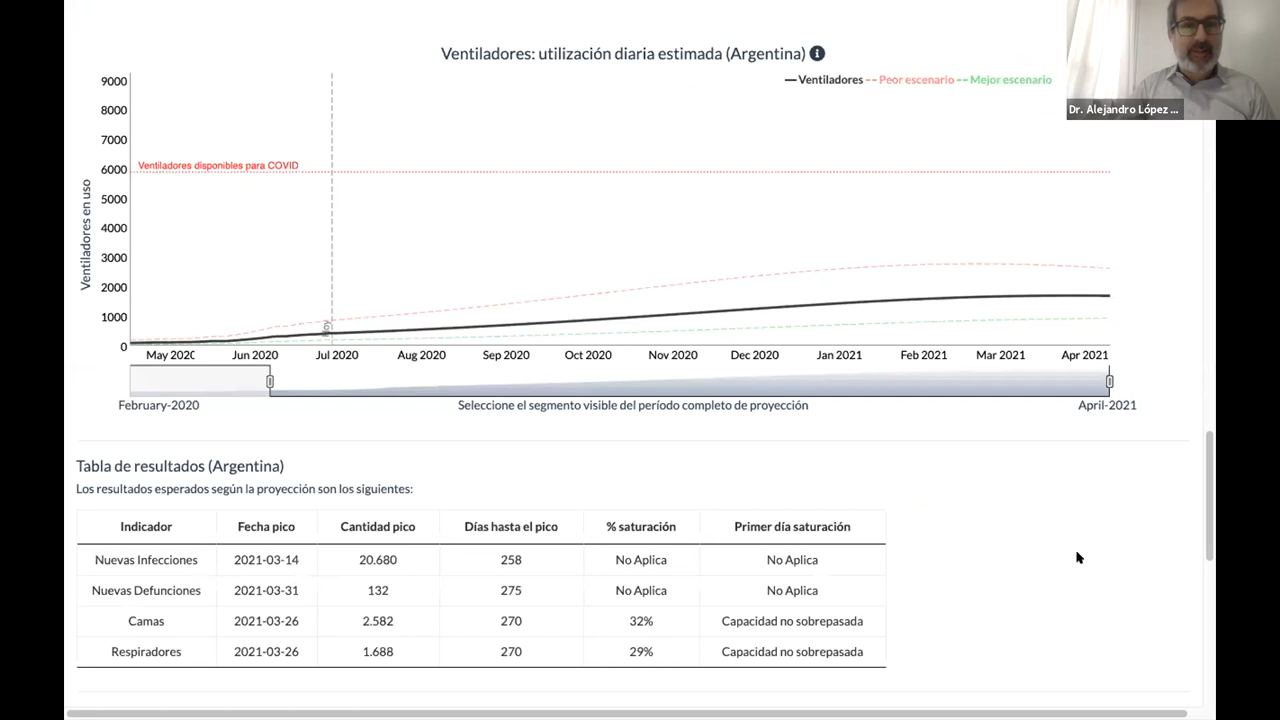 Ventiladores: utilización diaria estimada (Argentina)
Ventiladores Peor escenario Mejor escenario
Dr. Alejandro López ...
9000
8000
7000
6000
5000
4000
3000
2000
1000
0
Ventiladores en uso
Ventiladores disponibles para COVID
Hoy
May 2020 Jun 2020 Jul 2020 Aug 2020 Sep 2020 Oct 2020 Nov 2020 Dec 2020 Jan 2021 Feb 2021 Mar 2021 Apr 2021
February-2020 Seleccione el segmento visible del período completo de proyección April-2021
Tabla de resultados (Argentina)
Los resultados esperados según la proyección son los siguientes:
Indicador Fecha pico Cantidad pico Días hasta el pico % saturación Primer día saturación
Nuevas Infecciones 2021-03-14 20.680 258 No Aplica No Aplica
Nuevas Defunciones 2021-03-31 132 275 No Aplica No Aplica
Camas 2021-03-26 2.582 270 32% Capacidad no sobrepasada
Respiradores 2021-03-26 1.688 270 29% Capacidad no sobrepasada